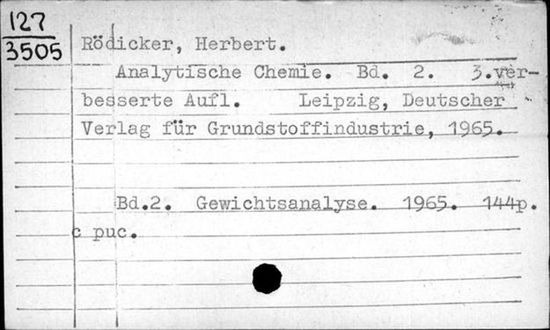 127
3505
Rödicker, Herbert.
Analytische Chemie. Bd. 2. 3.ver-
besserte Aufl. Leipzig, Deutscher
Verlag für Grundstoffindustrie, 1965.
Bd.2. Gewichtsanalyse. 1965. 144p.
с рис.